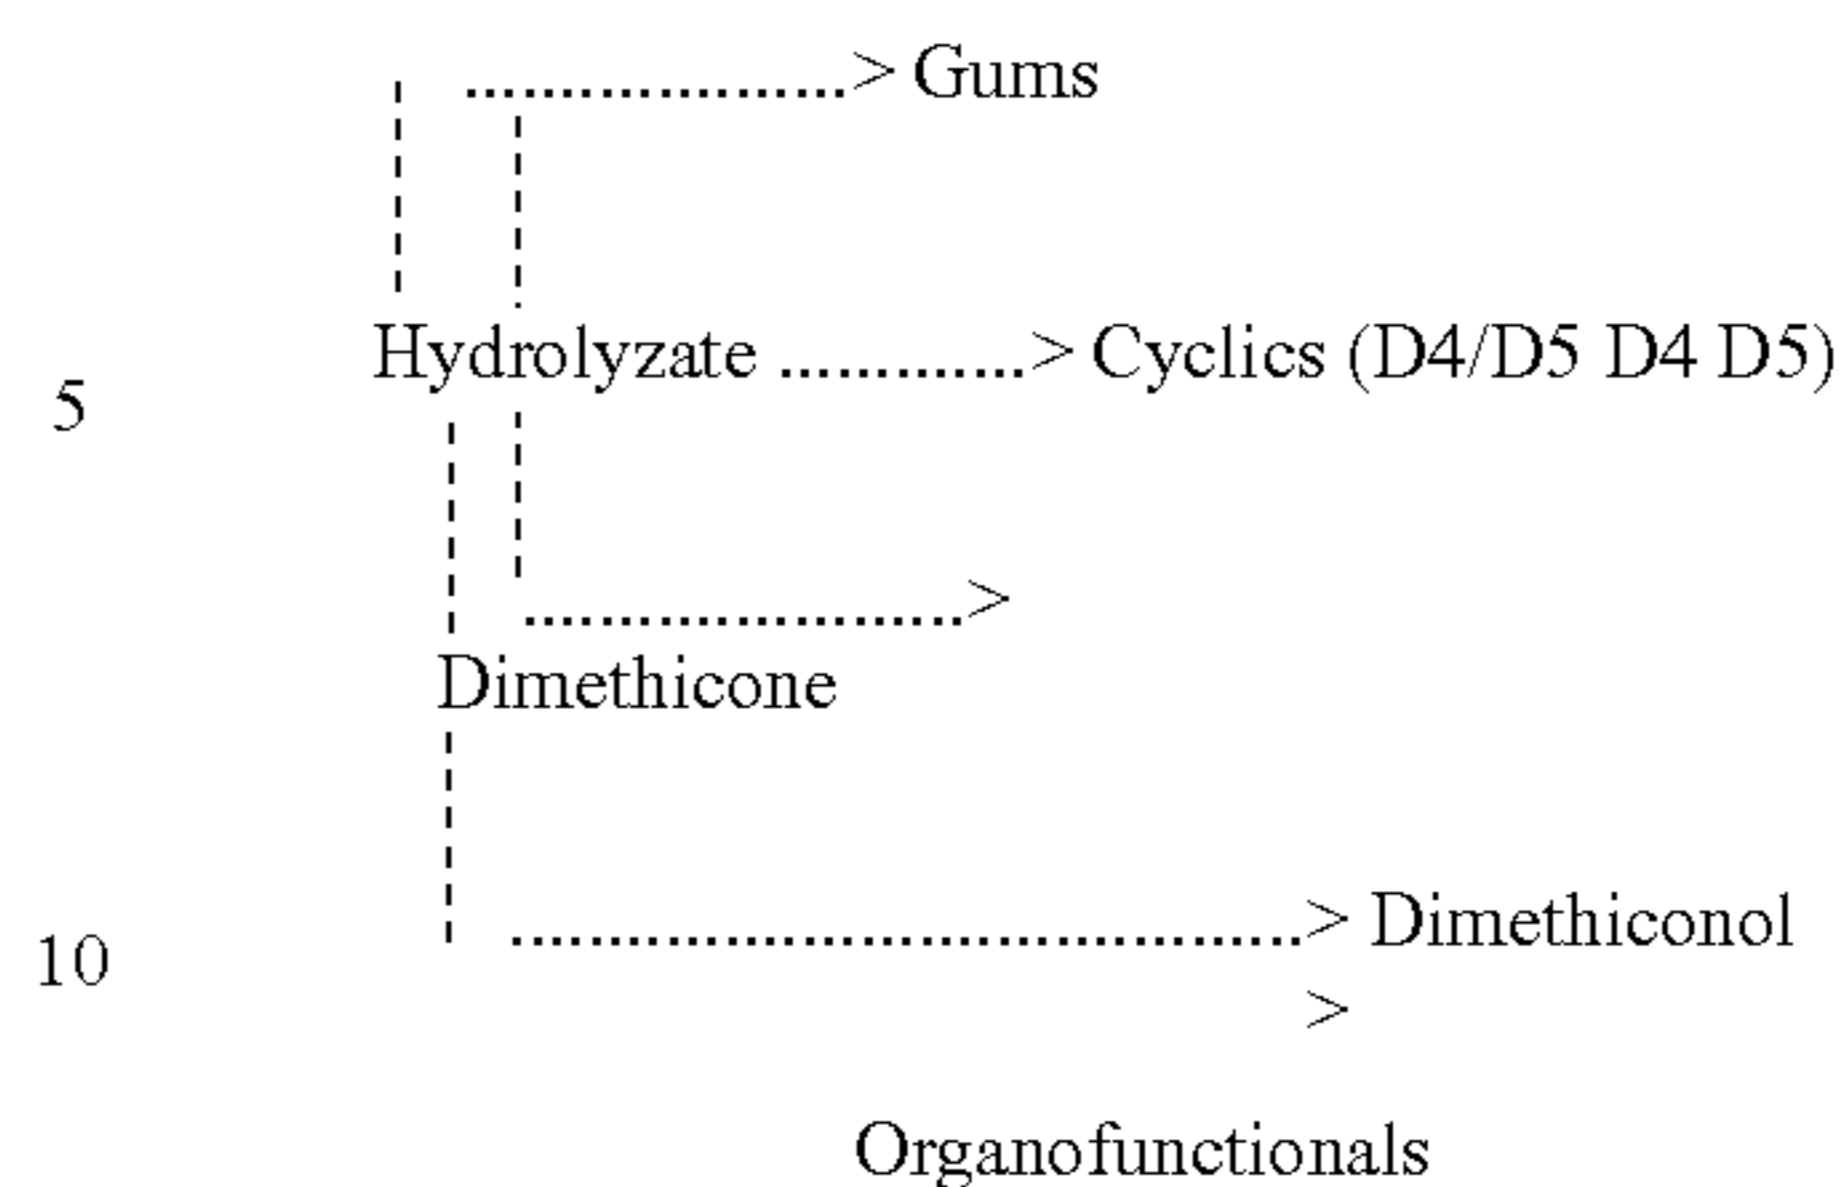 ....................> Gums
Hydrolyzate .............> Cyclics (D4/D5 D4 D5)
5
.......................>
Dimethicone
..........................................> Dimethiconol
10
>
Organofunctionals